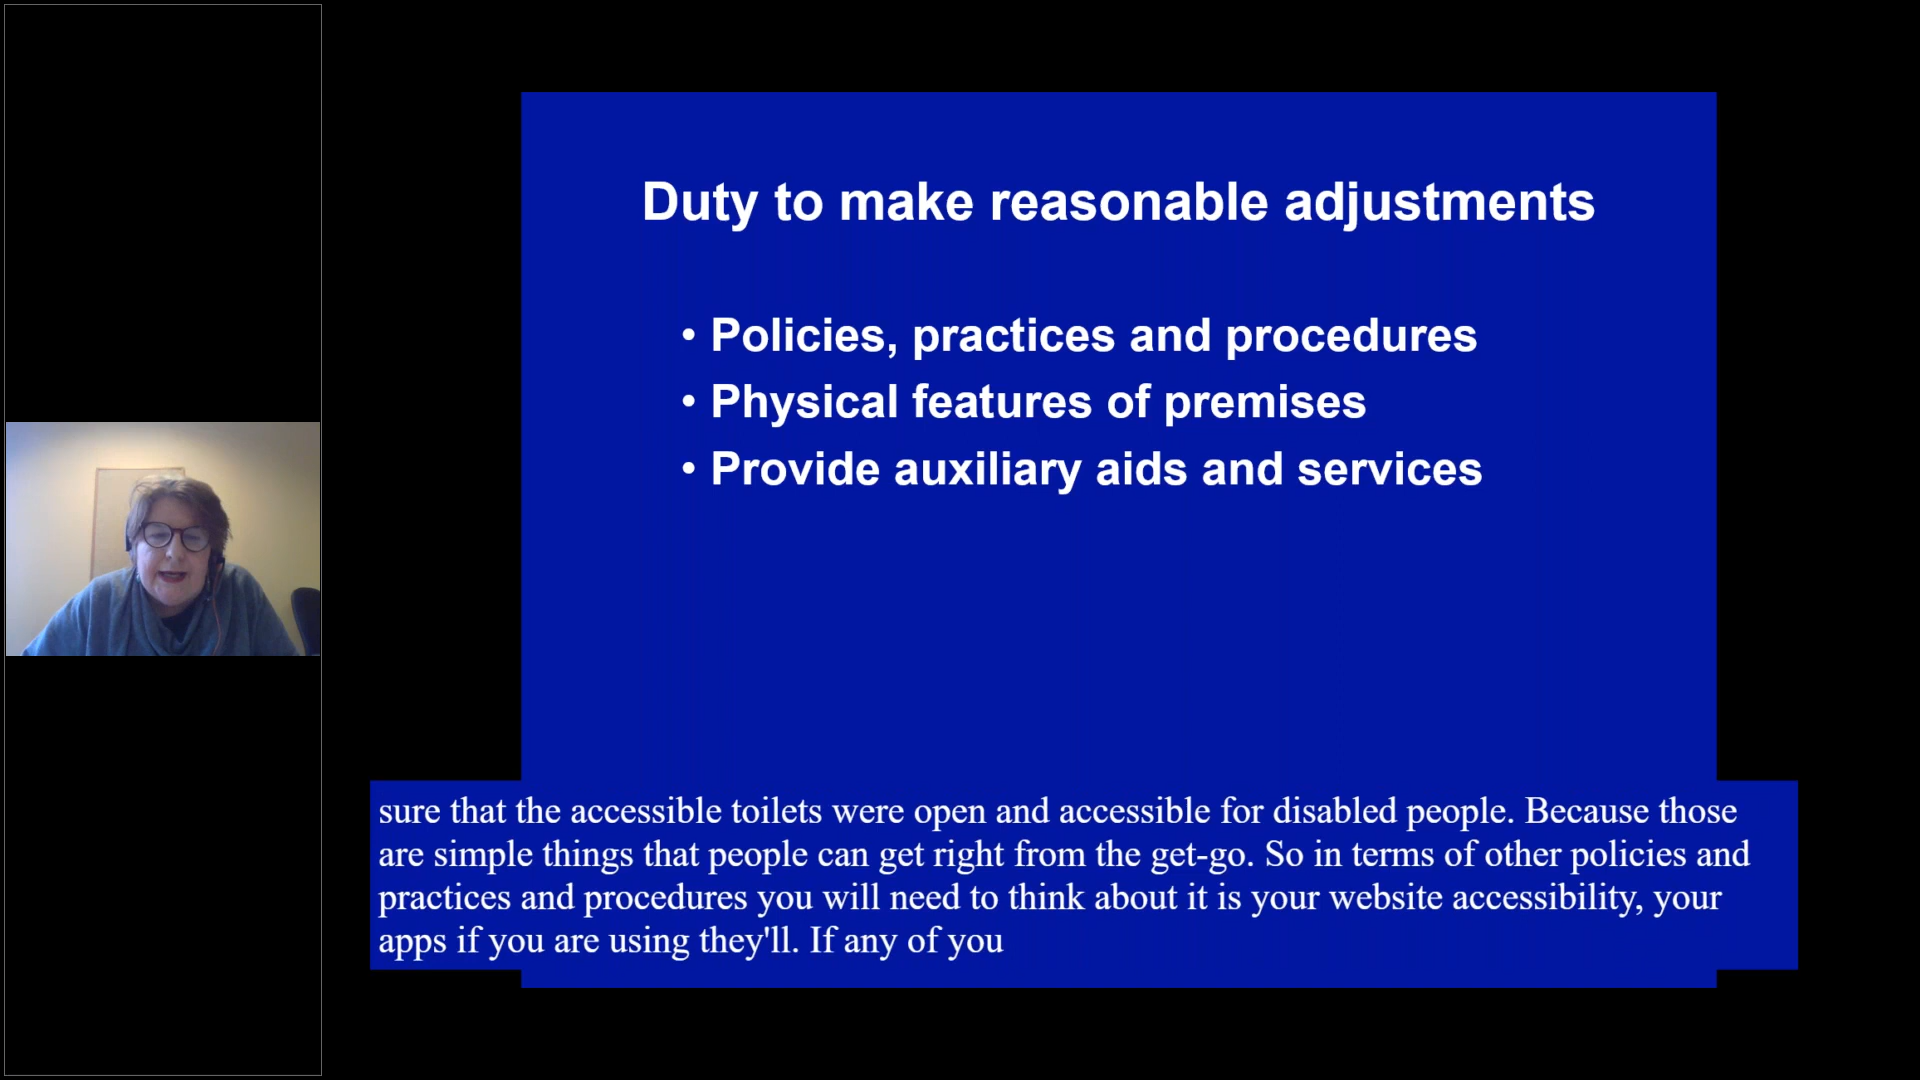 Duty to make reasonable adjustments
• Policies, practices and procedures
• Physical features of premises
• Provide auxiliary aids and services
sure that the accessible toilets were open and accessible for disabled people. Because those
are simple things that people can get right from the get-go. So in terms of other policies and
practices and procedures you will need to think about it is your website accessibility, your
apps if you are using they'll. If any of you